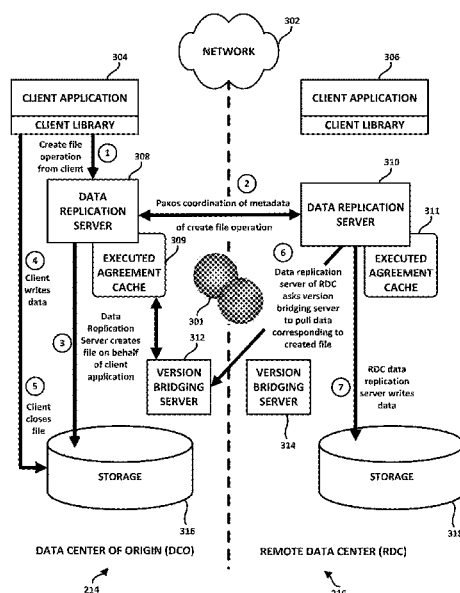 302
NETWORK
304
306
CLIENT APPLICATION
CLIENT LIBRARY
CLIENT APPLICATION
CLIENT LIBRARY
Create file
operation
from client
1
308
2
310
DATA
REPLICATION
SERVER
Paxos coordination of metadata
of create file operation
DATA REPLICATION
SERVER
311
309
EXECUTED
AGREEMENT
CACHE
EXECUTED
AGREEMENT
CACHE
4
Client
writes data
6
Data replication
server of RDC
asks version
bridging server
to pull data
corresponding to
created file
301
3
Data
Replication
Server creates
file on behalf
of client
application
312
VERSION
BRIDGING
SERVER
VERSION
BRIDGING
SERVER
314
7
RDC data
replication
server writes
data
5
Client
closes
file
STORAGE
STORAGE
316
318
DATA CENTER OF ORIGIN (DCO)
REMOTE DATA CENTER (RDC)
214
216